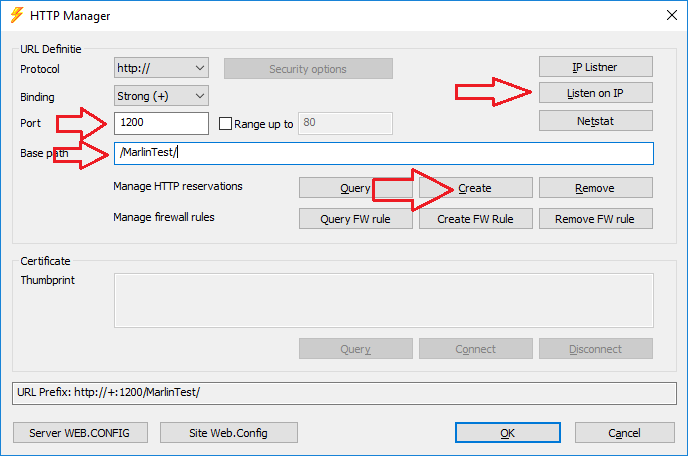 HTTP Manager
URL Definitie
Protocol http:// Security options IP Listner
Binding Strong (+) Listen on IP
Port 1200 Range up to 80 Netstat
Base path /MarlinTest/
Manage HTTP reservations Query Create Remove
Manage firewall rules Query FW rule Create FW Rule Remove FW rule
Certificate
Thumbprint
Query Connect Disconnect
URL Prefix: http://+:1200/MarlinTest/
Server WEB.CONFIG Site Web.Config OK Cancel